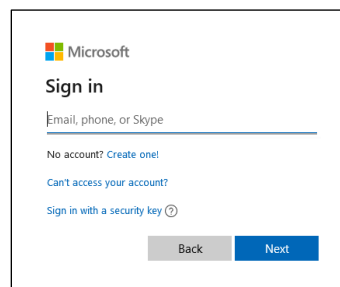 Microsoft
Sign in
Email, phone, or Skype
No account? Create one!
Can't access your account?
Sign in with a security key ?
Back Next